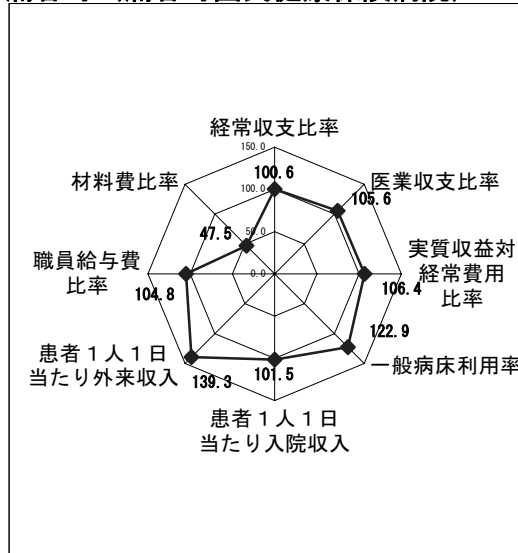 経常収支比率
150.0
100.6
材料費比率
医業収支比率
100.0
105.6
47.5
50.0
職員給与費
比率
実質収益対
経常費用
比率
0.0
104.8
106.4
122.9
患者１人１日
当たり外来収入
一般病床利用率
139.3
101.5
患者１人１日
当たり入院収入